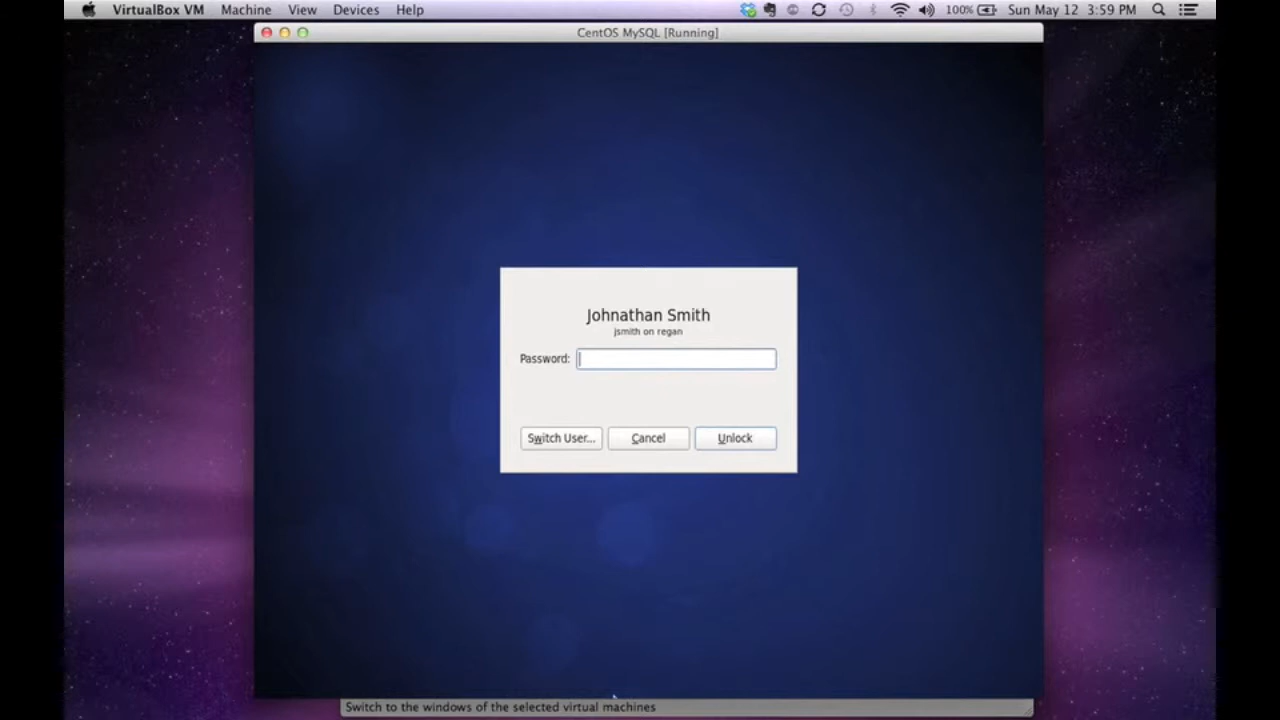 VirtualBox VM Machine View Devices Help 100% Sun May 12 3:59 PM
CentOS MySQL [Running]
Johnathan Smith
jsmith on regan
Password:
Switch User... Cancel Unlock
Switch to the windows of the selected virtual machines